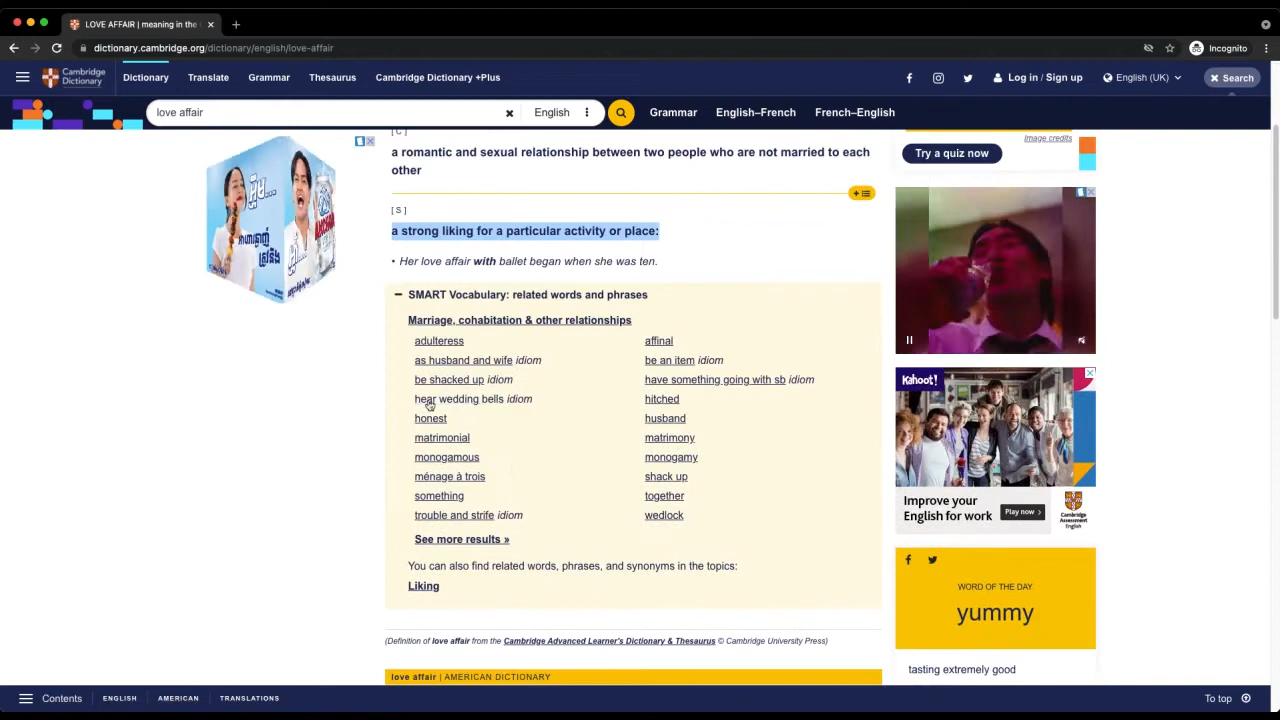 LOVE AFFAIR | meaning in the
dictionary.cambridge.org/dictionary/english/love-affair
Incognito
Cambridge Dictionary
Dictionary
Translate
Grammar
Thesaurus
Cambridge Dictionary +Plus
Log in / Sign up
English (UK)
Search
love affair
English
Grammar
English–French
French–English
[ C ]
a romantic and sexual relationship between two people who are not married to each
other
[ S ]
a strong liking for a particular activity or place:
• Her love affair with ballet began when she was ten.
SMART Vocabulary: related words and phrases
Marriage, cohabitation & other relationships
adulteress
affinal
as husband and wife idiom
be an item idiom
be shacked up idiom
have something going with sb idiom
hear wedding bells idiom
hitched
honest
husband
matrimonial
matrimony
monogamous
monogamy
ménage à trois
shack up
something
together
trouble and strife idiom
wedlock
See more results »
You can also find related words, phrases, and synonyms in the topics:
Liking
(Definition of love affair from the Cambridge Advanced Learner's Dictionary & Thesaurus © Cambridge University Press)
love affair | AMERICAN DICTIONARY
Image credits
Try a quiz now
Kahoot!
Improve your
English for work
Play now >
Cambridge
Assessment
English
WORD OF THE DAY
yummy
tasting extremely good
Contents
ENGLISH
AMERICAN
TRANSLATIONS
To top